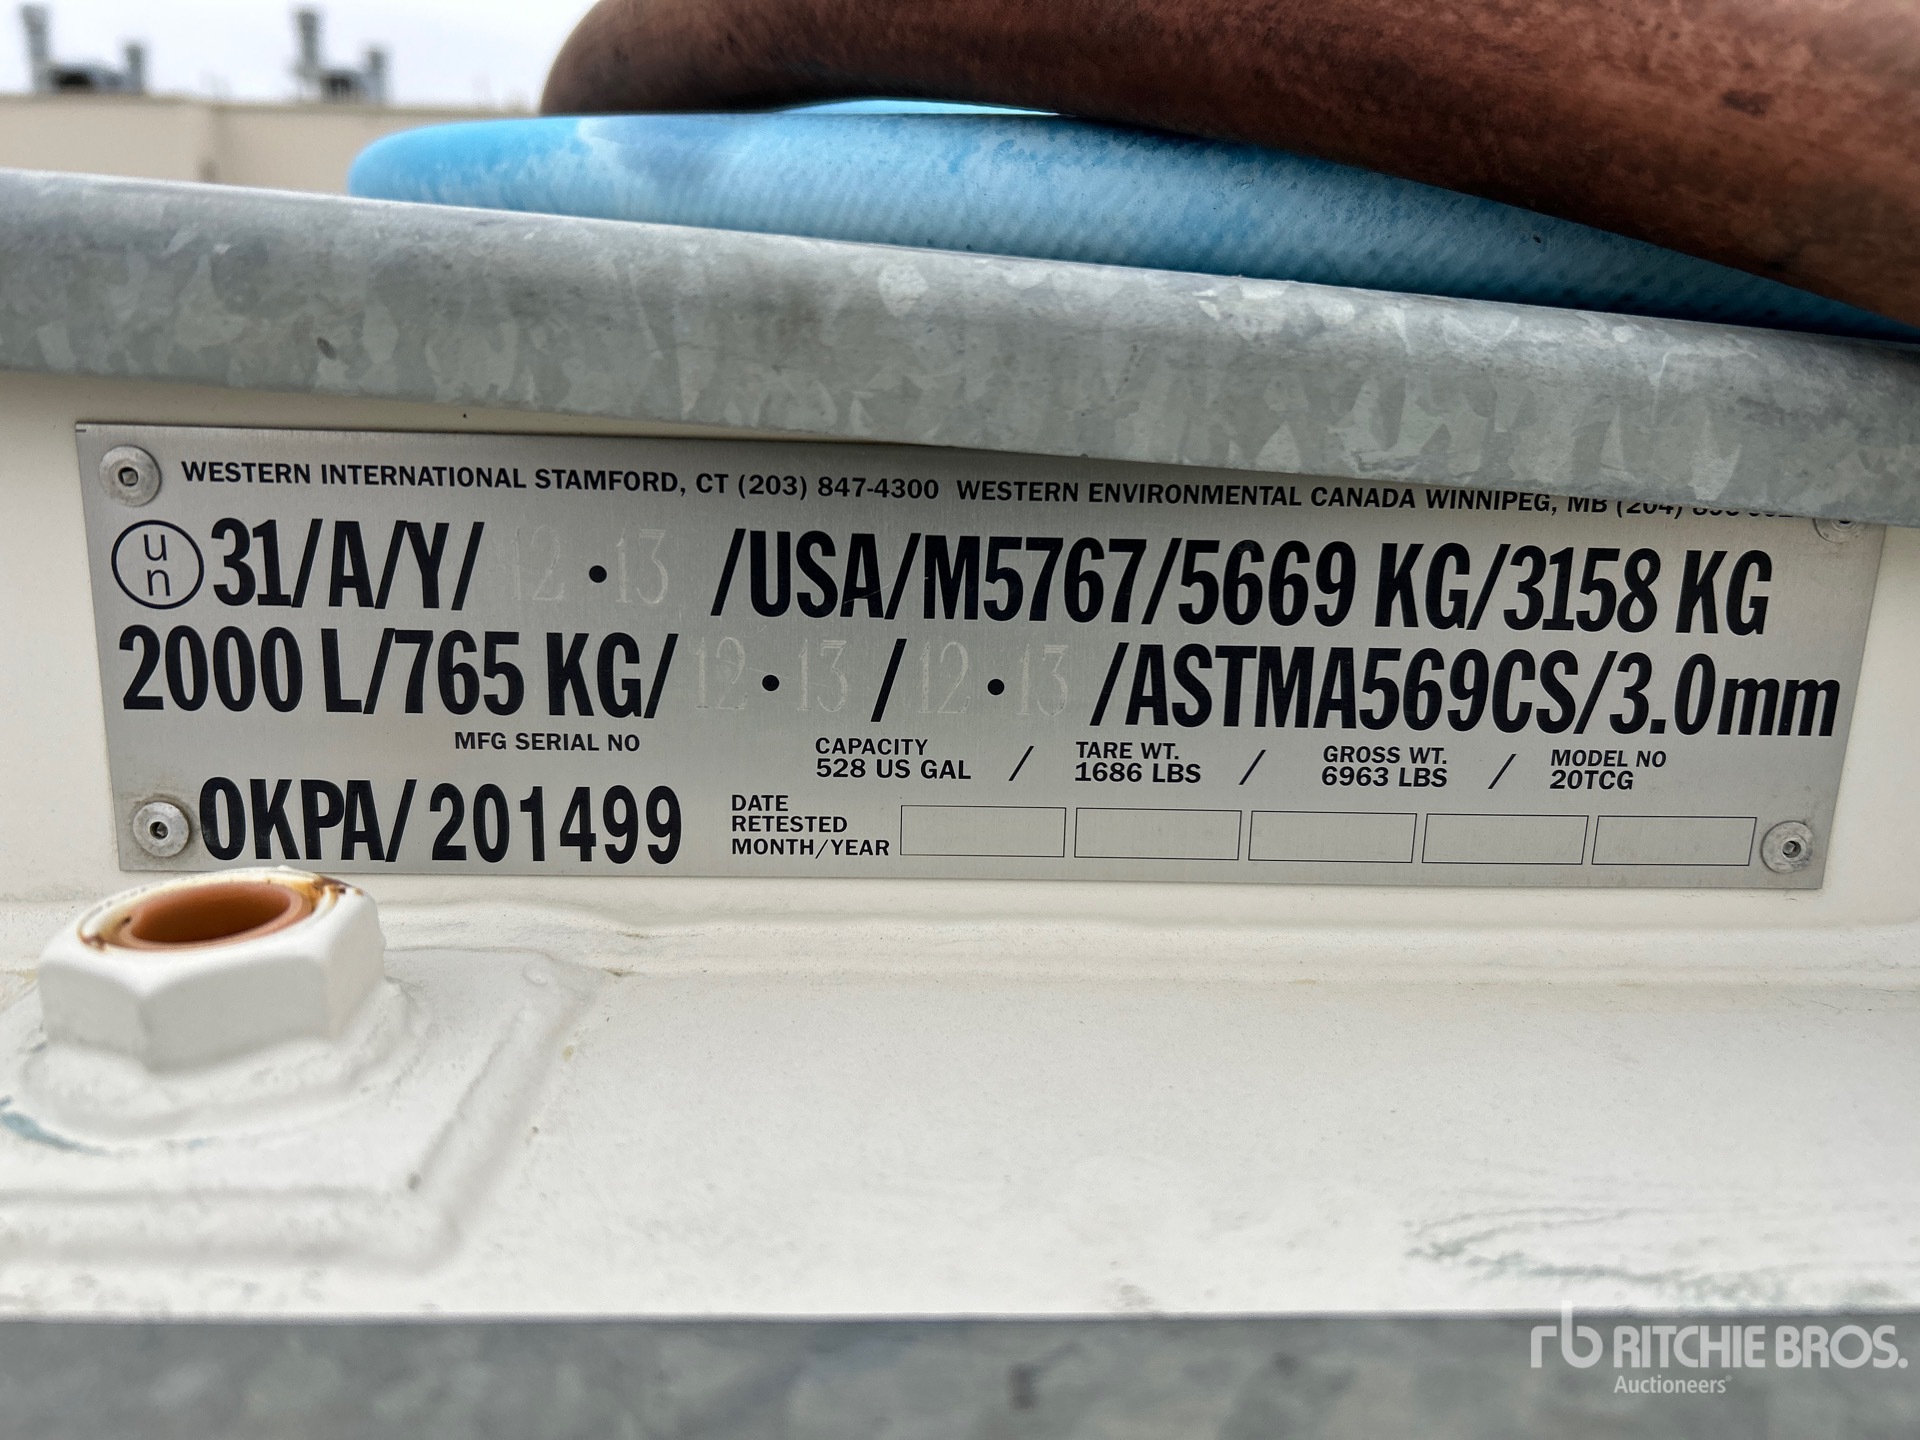 WESTERN INTERNATIONAL STAMFORD, CT (203) 847-4300 WESTERN ENVIRONMENTAL CANADA WINNIPEG, MB (204)
un 31/A/Y/ 12 • 13 /USA/M5767/5669 KG/3158 KG
2000 L/765 KG/ 12 • 13 / 12 • 13 /ASTMA569CS/3.0mm
MFG SERIAL NO
CAPACITY / TARE WT. / GROSS WT. / MODEL NO
528 US GAL 1686 LBS 6963 LBS 20TCG
OKPA/201499
DATE
RETESTED
MONTH/YEAR
rb RITCHIE BROS.
Auctioneers